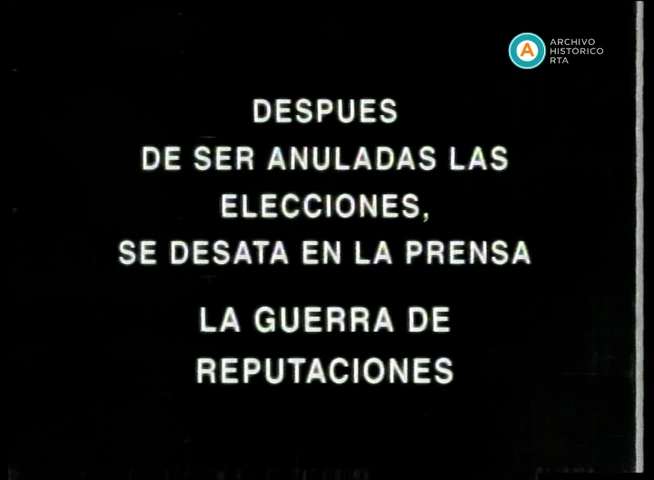 ARCHIVO
HISTORICO
RTA
A
DESPUES
DE SER ANULADAS LAS
ELECCIONES,
SE DESATA EN LA PRENSA
LA GUERRA DE
REPUTACIONES